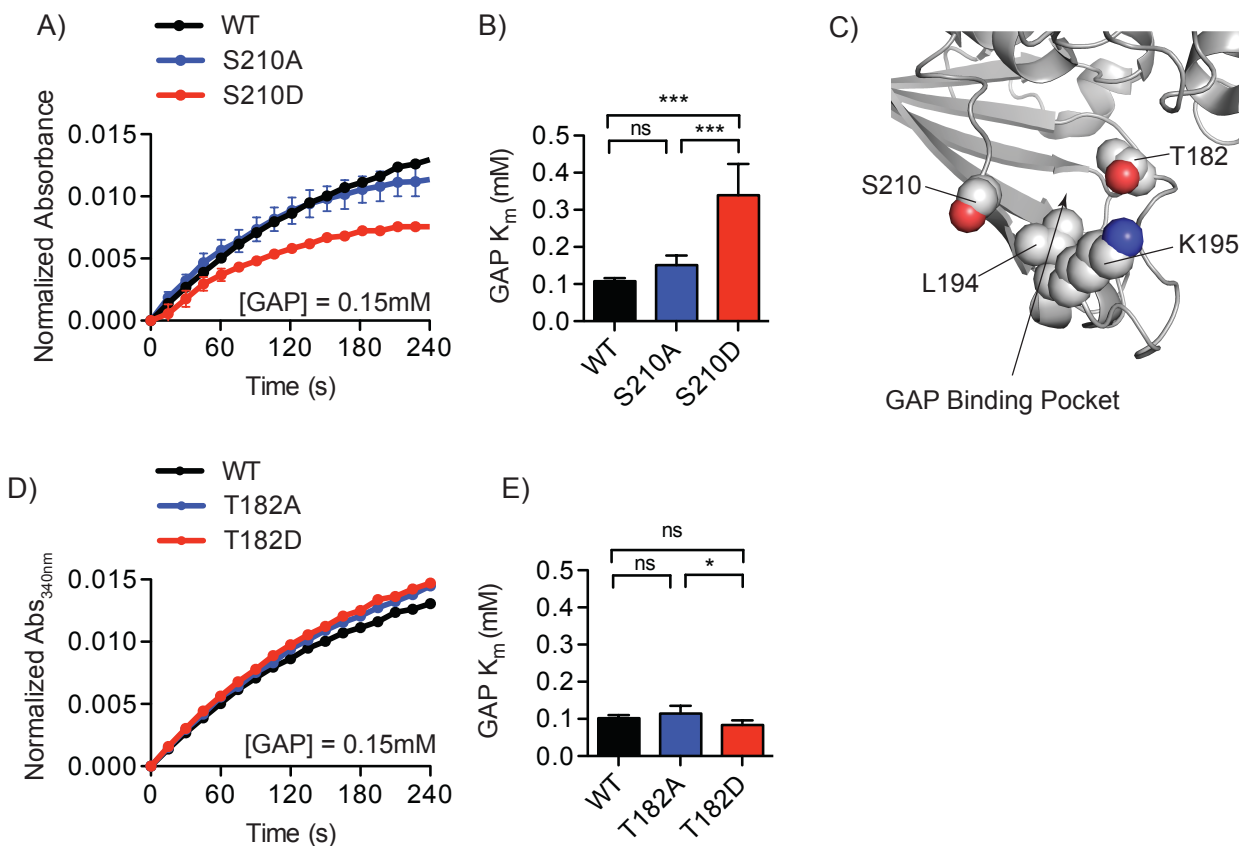 A)
WT
S210A
S210D
Normalized Absorbance
0.015
0.010
0.005
0.000
[GAP] = 0.15mM
0 60 120 180 240
Time (s)
B)
***
ns ***
GAP Km (mM)
0.5
0.4
0.3
0.2
0.1
0.0
WT
S210A
S210D
C)
T182
S210
K195
L194
GAP Binding Pocket
D)
WT
T182A
T182D
Normalized Abs340nm
0.015
0.010
0.005
0.000
[GAP] = 0.15mM
0 60 120 180 240
Time (s)
E)
ns
ns *
GAP Km (mM)
0.5
0.4
0.3
0.2
0.1
0.0
WT
T182A
T182D